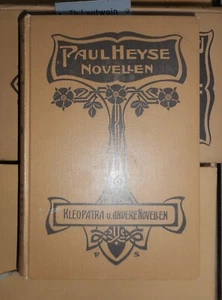 PAUL HEYSE
NOVELLEN
KLEOPATRA U. ANDERE NOVELLEN
P S